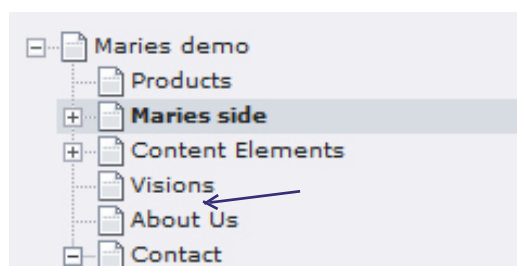 Maries demo
Products
Maries side
Content Elements
Visions
About Us
Contact